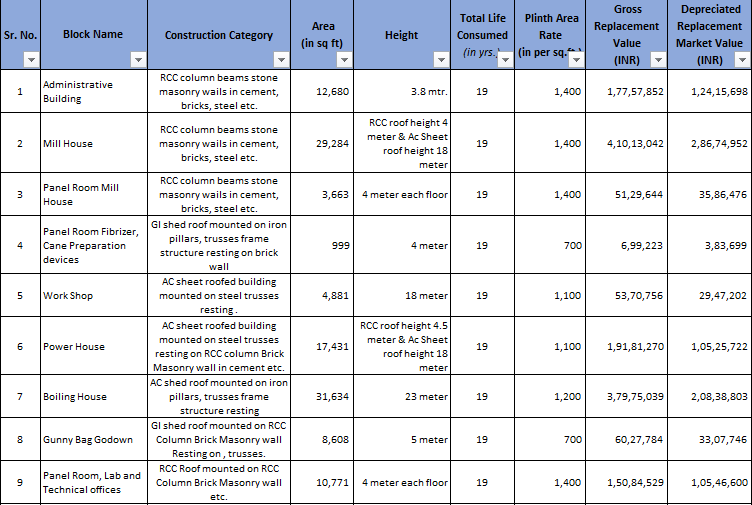 Sr. No. Block Name Construction Category Area (in sq ft) Height Total Life Consumed (in yrs.) Plinth Area Rate (in per sq.ft.) Gross Replacement Value (INR) Depreciated Replacement Market Value (INR)
1 Administrative Building RCC column beams stone masonry wails in cement, bricks, steel etc. 12,680 3.8 mtr. 19 1,400 1,77,57,852 1,24,15,698
2 Mill House RCC column beams stone masonry wails in cement, bricks, steel etc. 29,284 RCC roof height 4 meter & Ac Sheet roof height 18 meter 19 1,400 4,10,13,042 2,86,74,952
3 Panel Room Mill House RCC column beams stone masonry wails in cement, bricks, steel etc. 3,663 4 meter each floor 19 1,400 51,29,644 35,86,476
4 Panel Room Fibrizer, Cane Preparation devices GI shed roof mounted on iron pillars, trusses frame structure resting on brick wall 999 4 meter 19 700 6,99,223 3,83,699
5 Work Shop AC sheet roofed building mounted on steel trusses resting . 4,881 18 meter 19 1,100 53,70,756 29,47,202
6 Power House AC sheet roofed building mounted on steel trusses resting on RCC column Brick Masonry wall in cement etc. 17,431 RCC roof height 4.5 meter & Ac Sheet roof height 18 meter 19 1,100 1,91,81,270 1,05,25,722
7 Boiling House AC shed roof mounted on iron pillars, trusses frame structure resting 31,634 23 meter 19 1,200 3,79,75,039 2,08,38,803
8 Gunny Bag Godown GI shed roof mounted on RCC Column Brick Masonry wall Resting on , trusses. 8,608 5 meter 19 700 60,27,784 33,07,746
9 Panel Room, Lab and Technical offices RCC Roof mounted on RCC Column Brick Masonry wall etc. 10,771 4 meter each floor 19 1,400 1,50,84,529 1,05,46,600